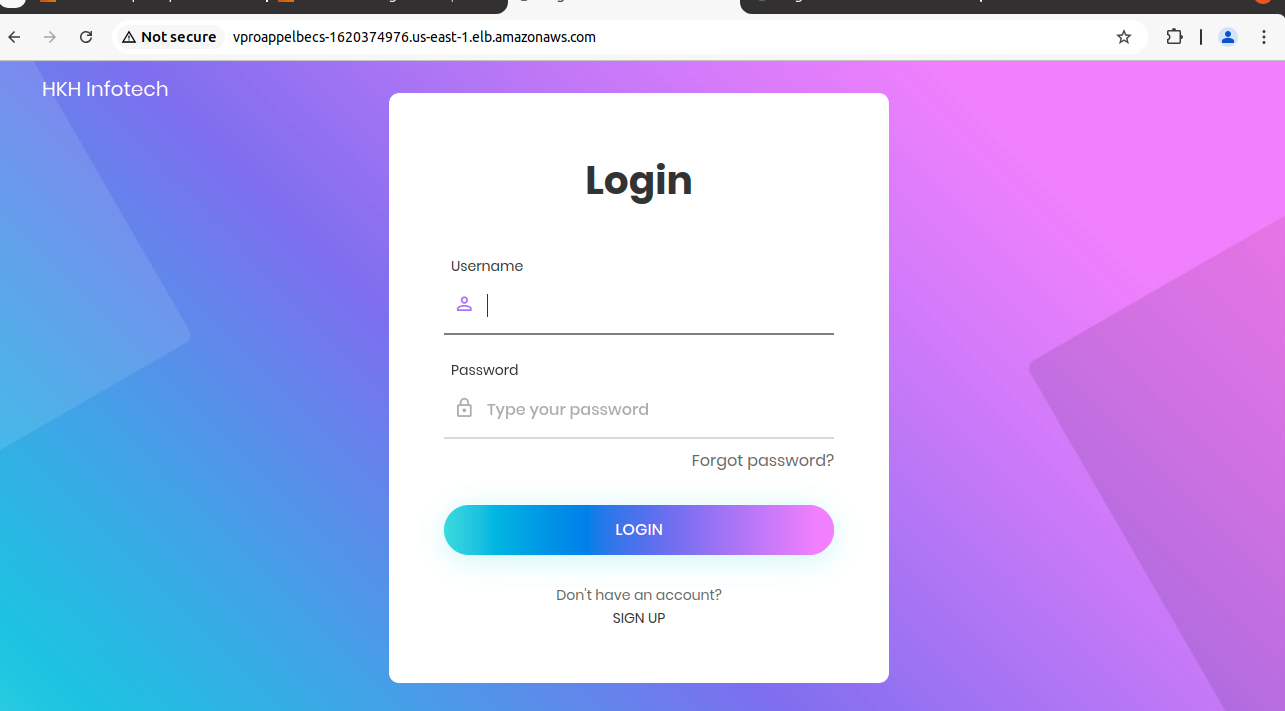 Not secure vproappelbecs-1620374976.us-east-1.elb.amazonaws.com
HKH Infotech
Login
Username
Password
Type your password
Forgot password?
LOGIN
Don't have an account?
SIGN UP